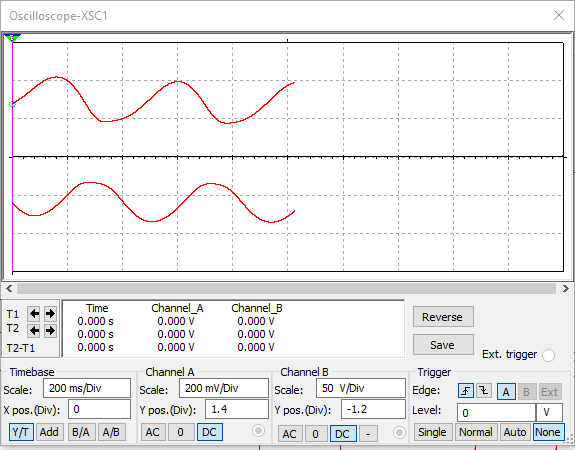 Oscilloscope-XSC1
T1
T2
T2-T1
Time Channel_A Channel_B
0.000 s 0.000 V 0.000 V
0.000 s 0.000 V 0.000 V
0.000 s 0.000 V 0.000 V
Reverse
Save
Ext. trigger
Timebase
Scale: 200 ms/Div
X pos.(Div): 0
Y/T Add B/A A/B
Channel A
Scale: 200 mV/Div
Y pos.(Div): 1.4
AC 0 DC
Channel B
Scale: 50 V/Div
Y pos.(Div): -1.2
AC 0 DC -
Trigger
Edge: A B Ext
Level: 0 V
Single Normal Auto None